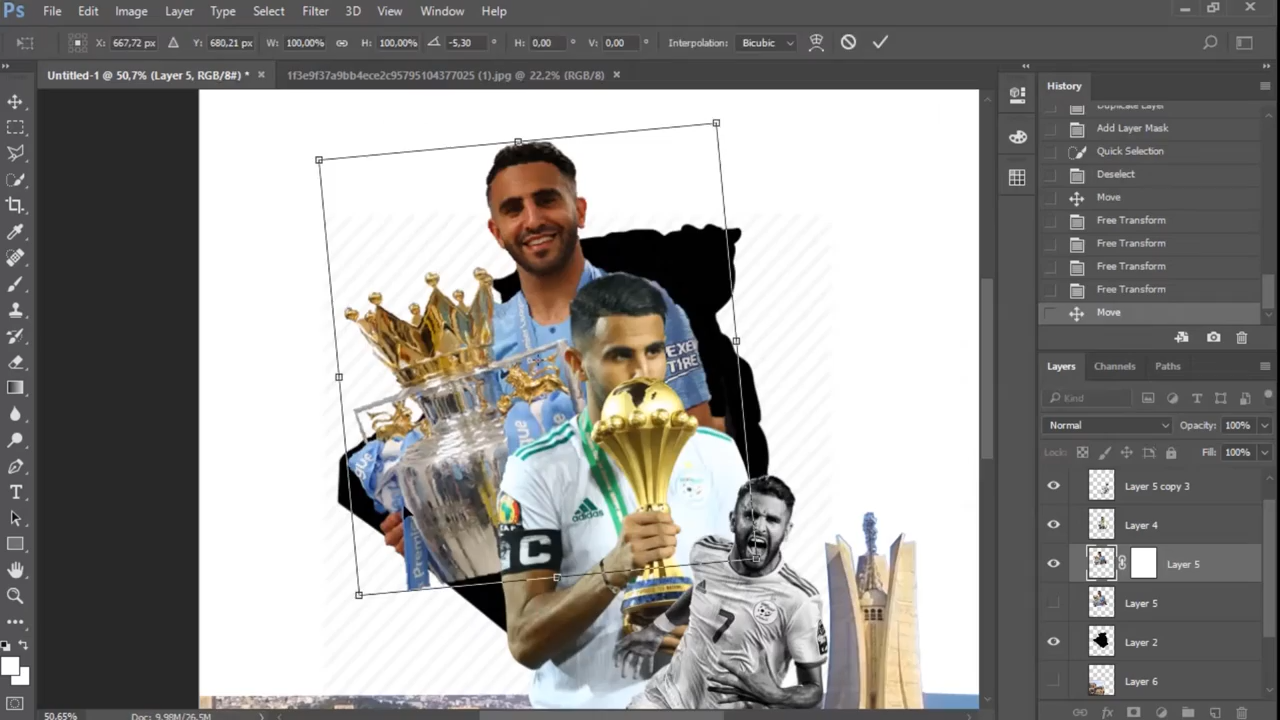 Ps File Edit Image Layer Type Select Filter 3D View Window Help
X: 667,72 px Y: 680,21 px W: 100,00% H: 100,00% -5,30 ° H: 0,00 ° V: 0,00 ° Interpolation: Bicubic
Untitled-1 @ 50,7% (Layer 5, RGB/8#) * × 1f3e9f37a9bb4ece2c95795104377025 (1).jpg @ 22.2% (RGB/8) ×
History
Duplicate Layer
Add Layer Mask
Quick Selection
Deselect
Move
Free Transform
Free Transform
Free Transform
Free Transform
Move
Layers Channels Paths
Kind
Normal Opacity: 100%
Lock: Fill: 100%
Layer 5 copy 3
Layer 4
Layer 5
Layer 5
Layer 2
Layer 6
EXE
TIRE
adidas
C
7
50,65% Doc: 9,98M/26,5M